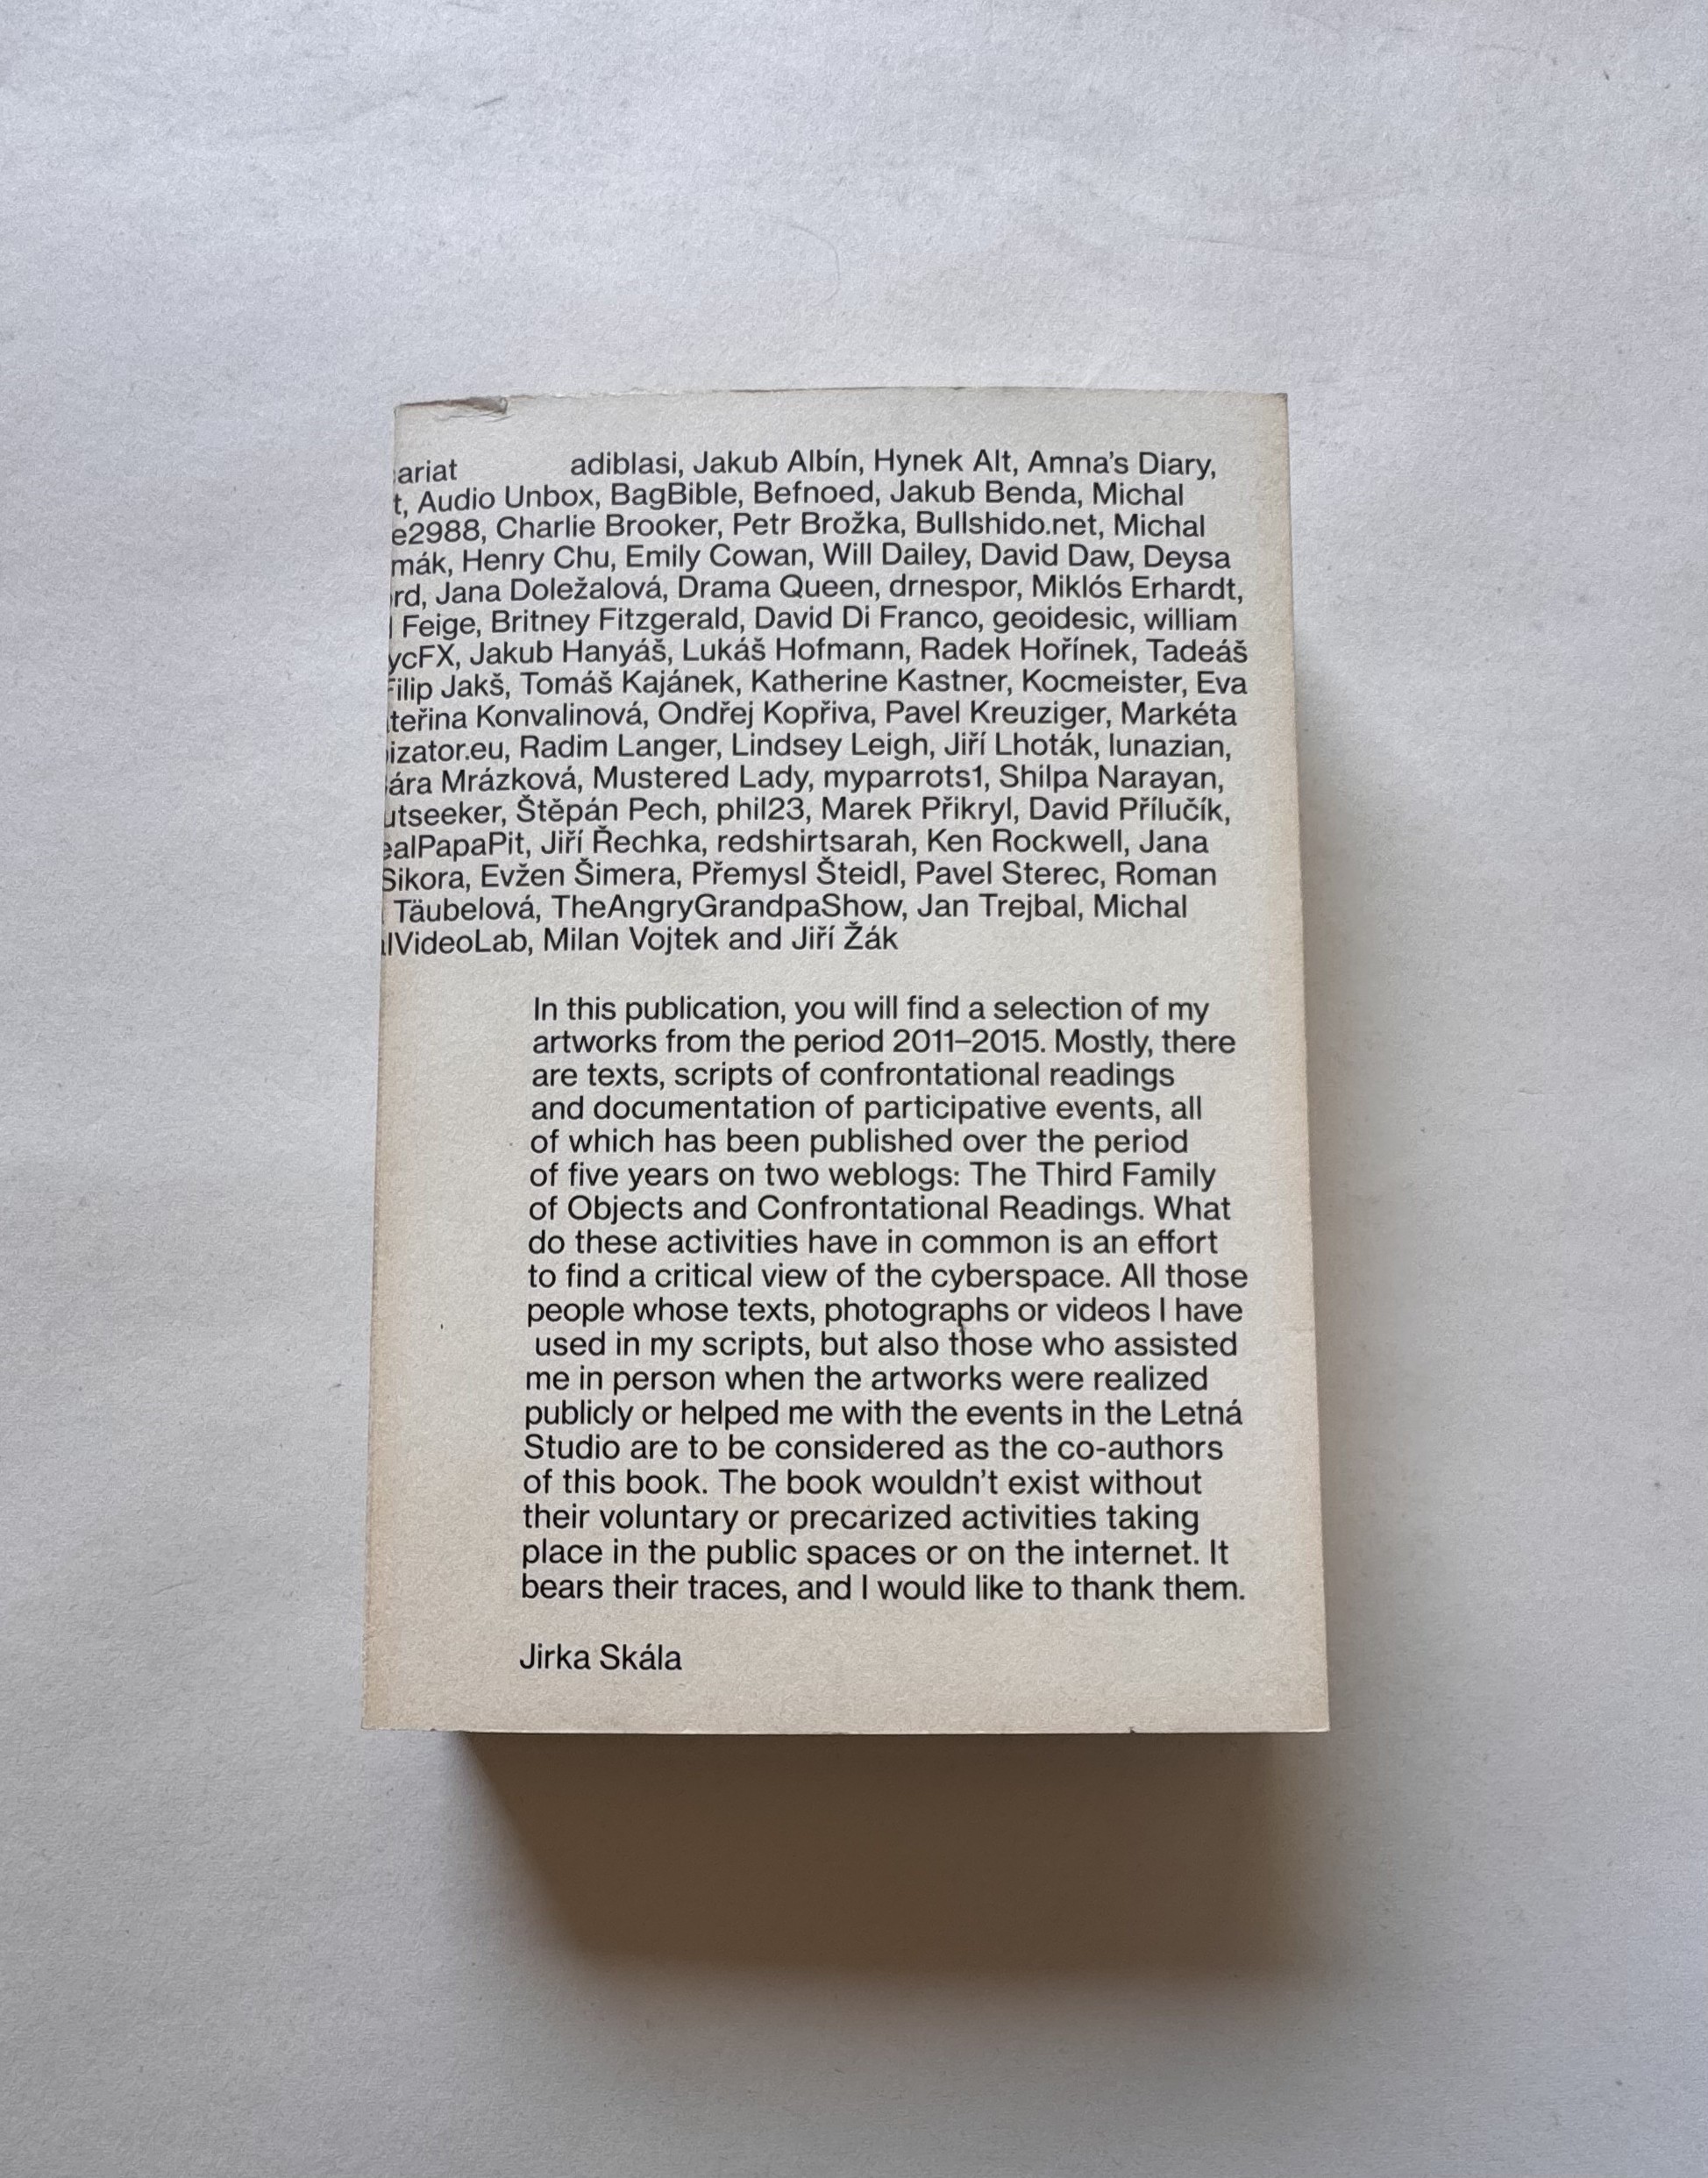 ariat adiblasi, Jakub Albín, Hynek Alt, Amna's Diary,
t, Audio Unbox, BagBible, Befnoed, Jakub Benda, Michal
e2988, Charlie Brooker, Petr Brožka, Bullshido.net, Michal
mák, Henry Chu, Emily Cowan, Will Dailey, David Daw, Deysa
rd, Jana Doležalová, Drama Queen, drnespor, Miklós Erhardt,
Feige, Britney Fitzgerald, David Di Franco, geoidesic, william
ycFX, Jakub Hanyáš, Lukáš Hofmann, Radek Hořínek, Tadeáš
Filip Jakš, Tomáš Kajánek, Katherine Kastner, Kocmeister, Eva
teřina Konvalinová, Ondřej Kopřiva, Pavel Kreuziger, Markéta
izator.eu, Radim Langer, Lindsey Leigh, Jiří Lhoták, lunazian,
ára Mrázková, Mustered Lady, myparrots1, Shilpa Narayan,
utseeker, Štěpán Pech, phil23, Marek Přikryl, David Přílučík,
ealPapaPit, Jiří Řechka, redshirtsarah, Ken Rockwell, Jana
Sikora, Evžen Šimera, Přemysl Šteidl, Pavel Sterec, Roman
Täubelová, TheAngryGrandpaShow, Jan Trejbal, Michal
lVideoLab, Milan Vojtek and Jiří Žák
In this publication, you will find a selection of my
artworks from the period 2011–2015. Mostly, there
are texts, scripts of confrontational readings
and documentation of participative events, all
of which has been published over the period
of five years on two weblogs: The Third Family
of Objects and Confrontational Readings. What
do these activities have in common is an effort
to find a critical view of the cyberspace. All those
people whose texts, photographs or videos I have
used in my scripts, but also those who assisted
me in person when the artworks were realized
publicly or helped me with the events in the Letná
Studio are to be considered as the co-authors
of this book. The book wouldn't exist without
their voluntary or precarized activities taking
place in the public spaces or on the internet. It
bears their traces, and I would like to thank them.
Jirka Skála